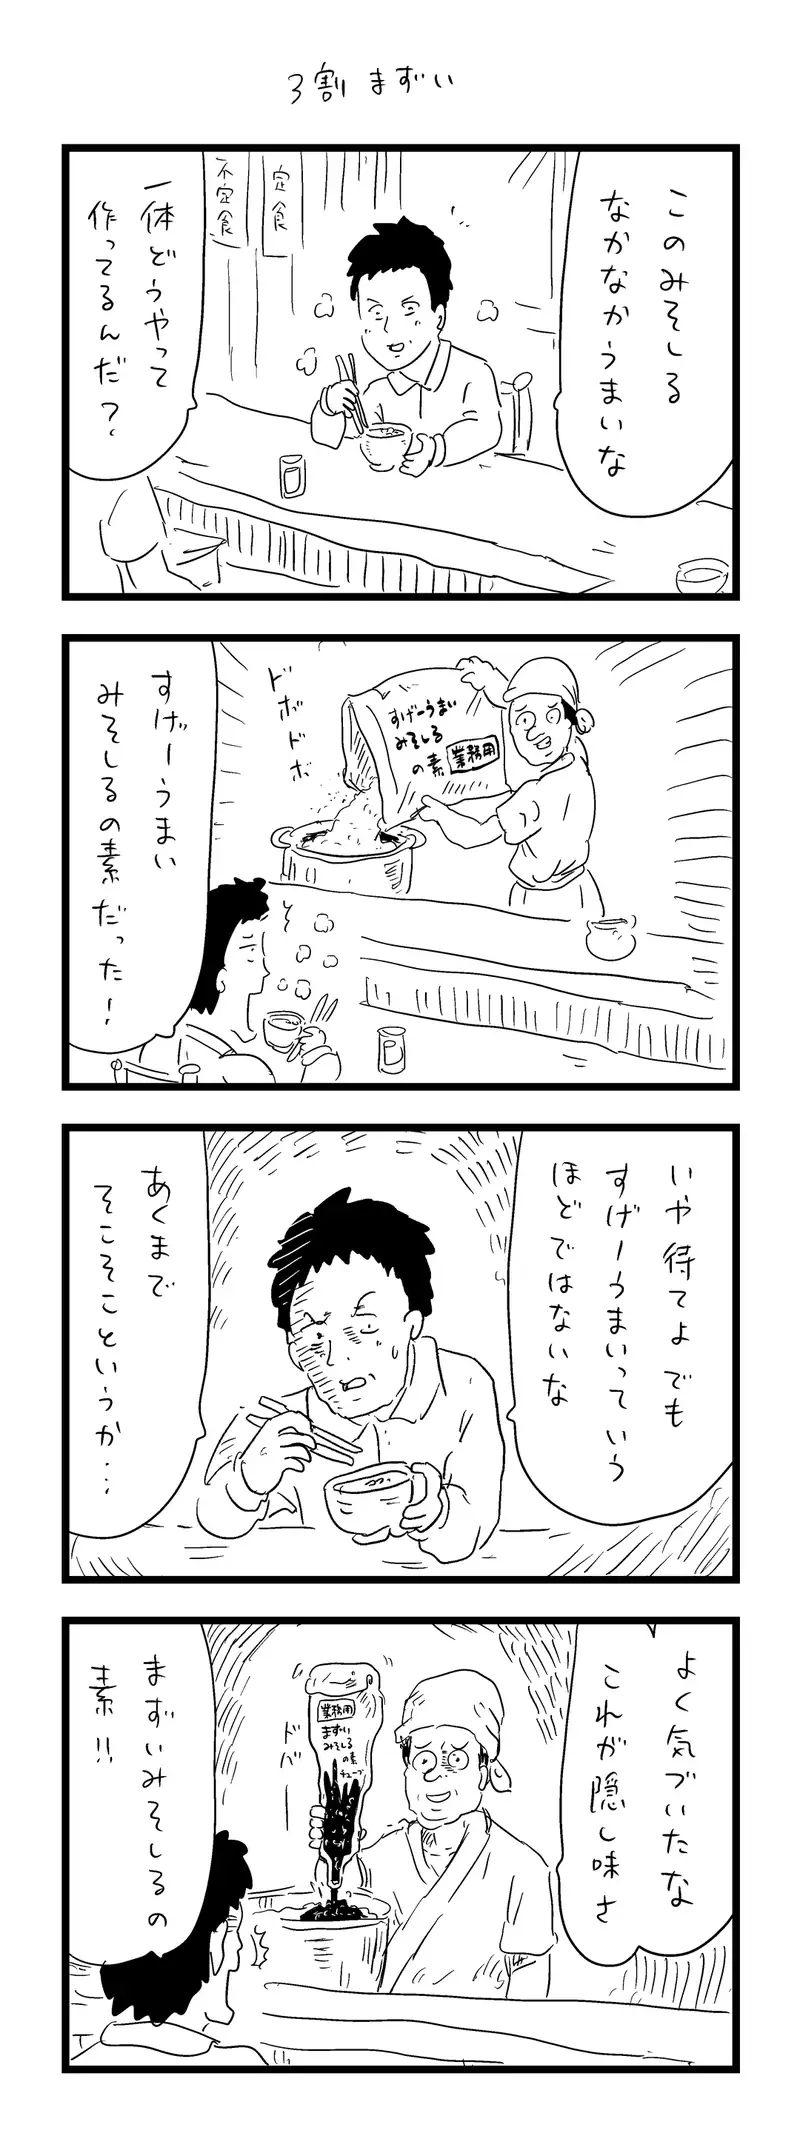 3割まずい
このみそしる
なかなかうまいな
定食
不定食
一体どうやって
作ってるんだ?
すげーうまい
みそしる
の素
業務用
ドボドボ
すげーうまい
みそしるの素だった!
いや待てよでも
すげーうまいっていう
ほどではないな
あくまで
そこそこというか…
よく気づいたな
これが隠し味さ
業務用
まずい
みそしる
の素
チューブ
ドバー
まずいみそしるの
素!!